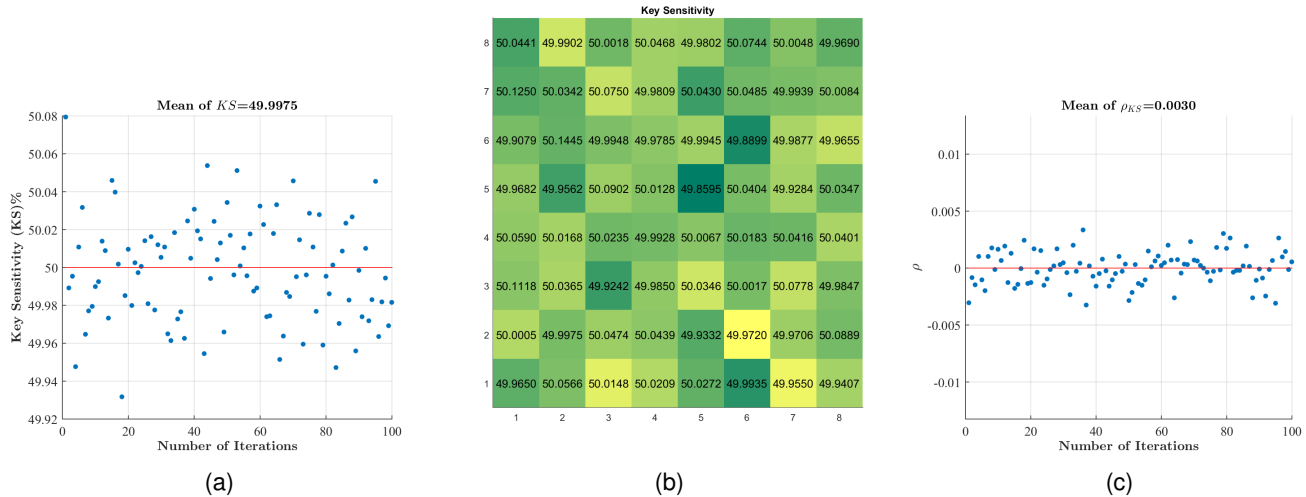 Mean of KS=49.9975
50.08
50.06
50.04
50.02
50
49.98
49.96
49.94
49.92
Key Sensitivity (KS)%
0 20 40 60 80 100
Number of Iterations
(a)
Key Sensitivity
8 50.0441 49.9902 50.0018 50.0468 49.9802 50.0744 50.0048 49.9690
7 50.1250 50.0342 50.0750 49.9809 50.0430 50.0485 49.9939 50.0084
6 49.9079 50.1445 49.9948 49.9785 49.9945 49.8899 49.9877 49.9655
5 49.9682 49.9562 50.0902 50.0128 49.8595 50.0404 49.9284 50.0347
4 50.0590 50.0168 50.0235 49.9928 50.0067 50.0183 50.0416 50.0401
3 50.1118 50.0365 49.9242 49.9850 50.0346 50.0017 50.0778 49.9847
2 50.0005 49.9975 50.0474 50.0439 49.9332 49.9720 49.9706 50.0889
1 49.9650 50.0566 50.0148 50.0209 50.0272 49.9935 49.9550 49.9407
1 2 3 4 5 6 7 8
(b)
Mean of ρKS=0.0030
0.01
0.005
0
-0.005
-0.01
ρ
0 20 40 60 80 100
Number of Iterations
(c)